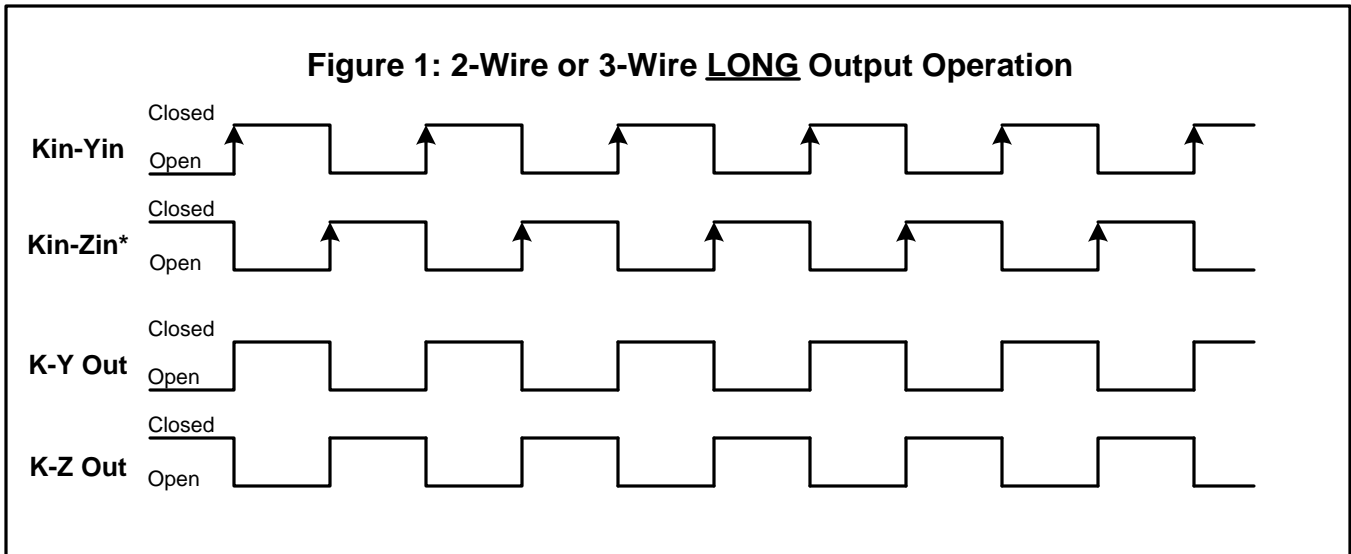 Figure 1: 2-Wire or 3-Wire LONG Output Operation
Closed
Kin-Yin
Open
Closed
Kin-Zin*
Open
Closed
K-Y Out
Open
Closed
K-Z Out
Open